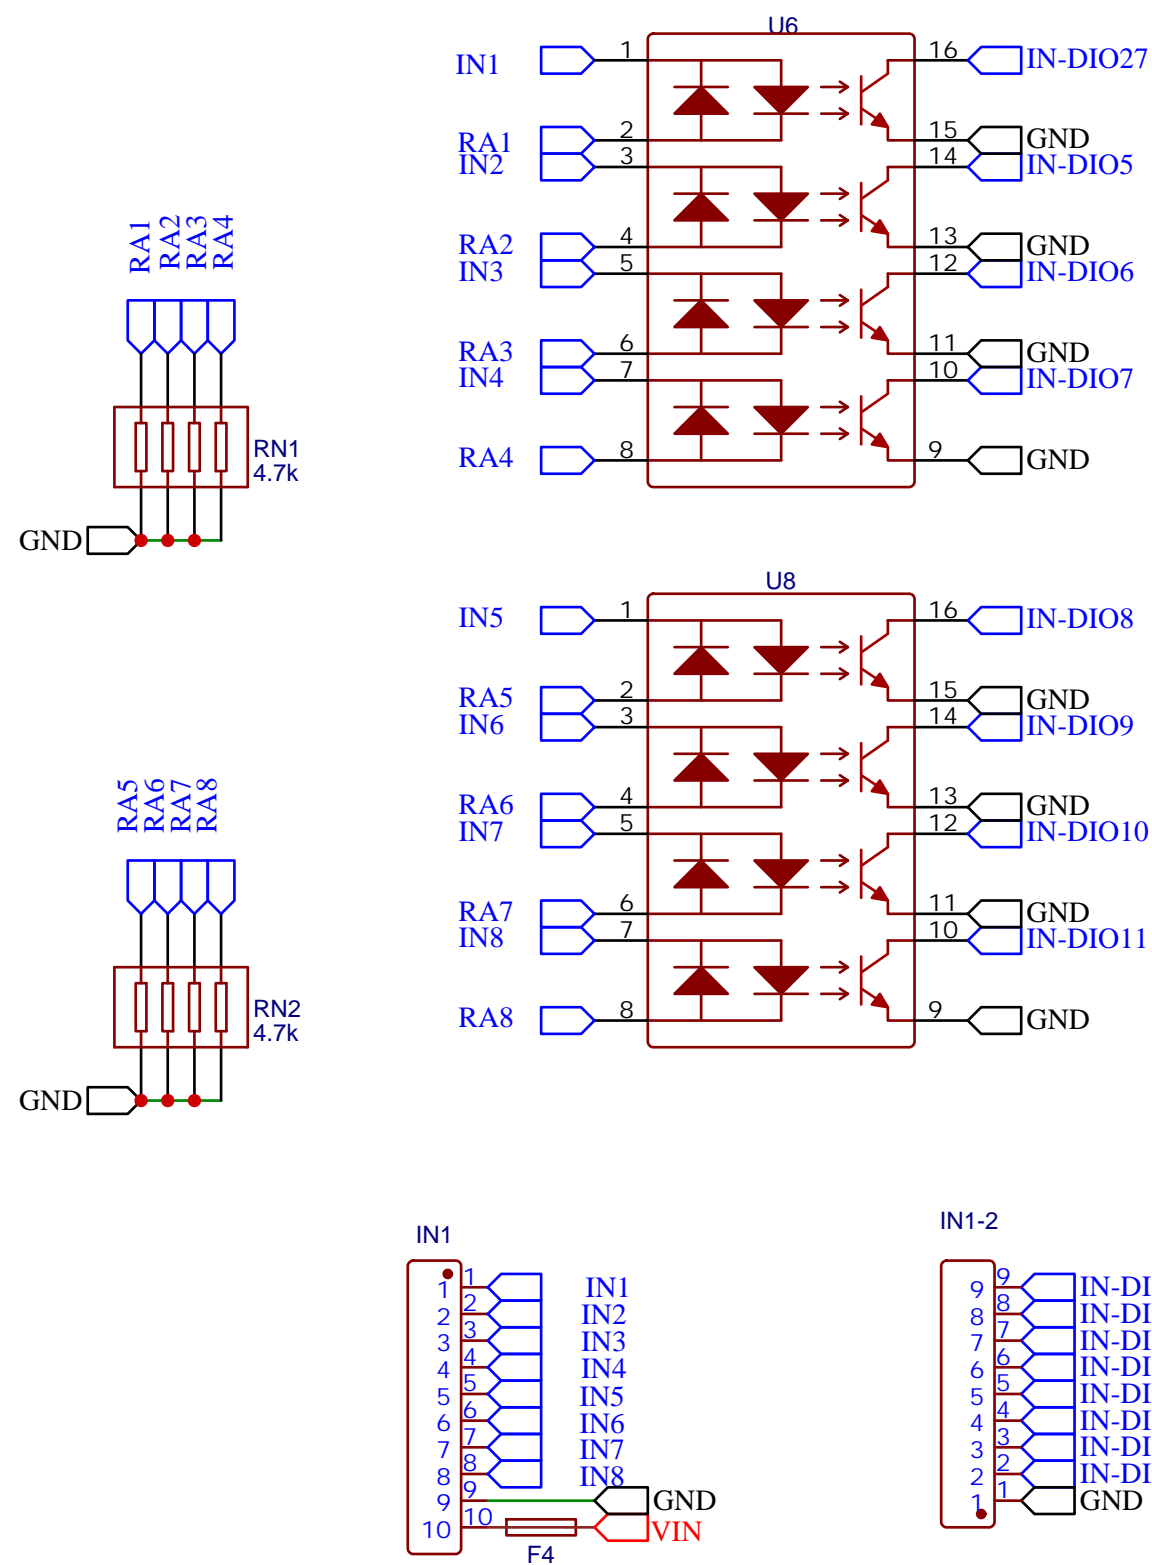 U6
IN1 1 16 IN-DIO27
RA1 2 15 GND
IN2 3 14 IN-DIO5
RA2 4 13 GND
IN3 5 12 IN-DIO6
RA3 6 11 GND
IN4 7 10 IN-DIO7
RA4 8 9 GND
RA1
RA2
RA3
RA4
RN1
4.7k
GND
U8
IN5 1 16 IN-DIO8
RA5 2 15 GND
IN6 3 14 IN-DIO9
RA6 4 13 GND
IN7 5 12 IN-DIO10
RA7 6 11 GND
IN8 7 10 IN-DIO11
RA8 8 9 GND
RA5
RA6
RA7
RA8
RN2
4.7k
GND
IN1
1 1 IN1
2 2 IN2
3 3 IN3
4 4 IN4
5 5 IN5
6 6 IN6
7 7 IN7
8 8 IN8
9 9 GND
10 10 VIN
F4
IN1-2
9 9 IN-DI
8 8 IN-DI
7 7 IN-DI
6 6 IN-DI
5 5 IN-DI
4 4 IN-DI
3 3 IN-DI
2 2 IN-DI
1 1 GND